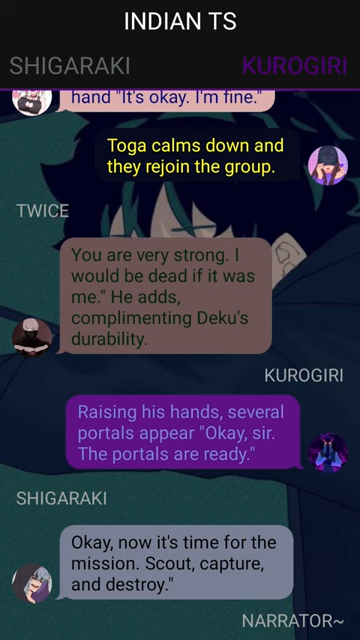 INDIAN TS
SHIGARAKI KUROGIRI
hand "It's okay. I'm fine."
Toga calms down and
they rejoin the group.
TWICE
You are very strong. I
would be dead if it was
me." He adds,
complimenting Deku's
durability.
KUROGIRI
Raising his hands, several
portals appear "Okay, sir.
The portals are ready."
SHIGARAKI
Okay, now it's time for the
mission. Scout, capture,
and destroy."
NARRATOR~